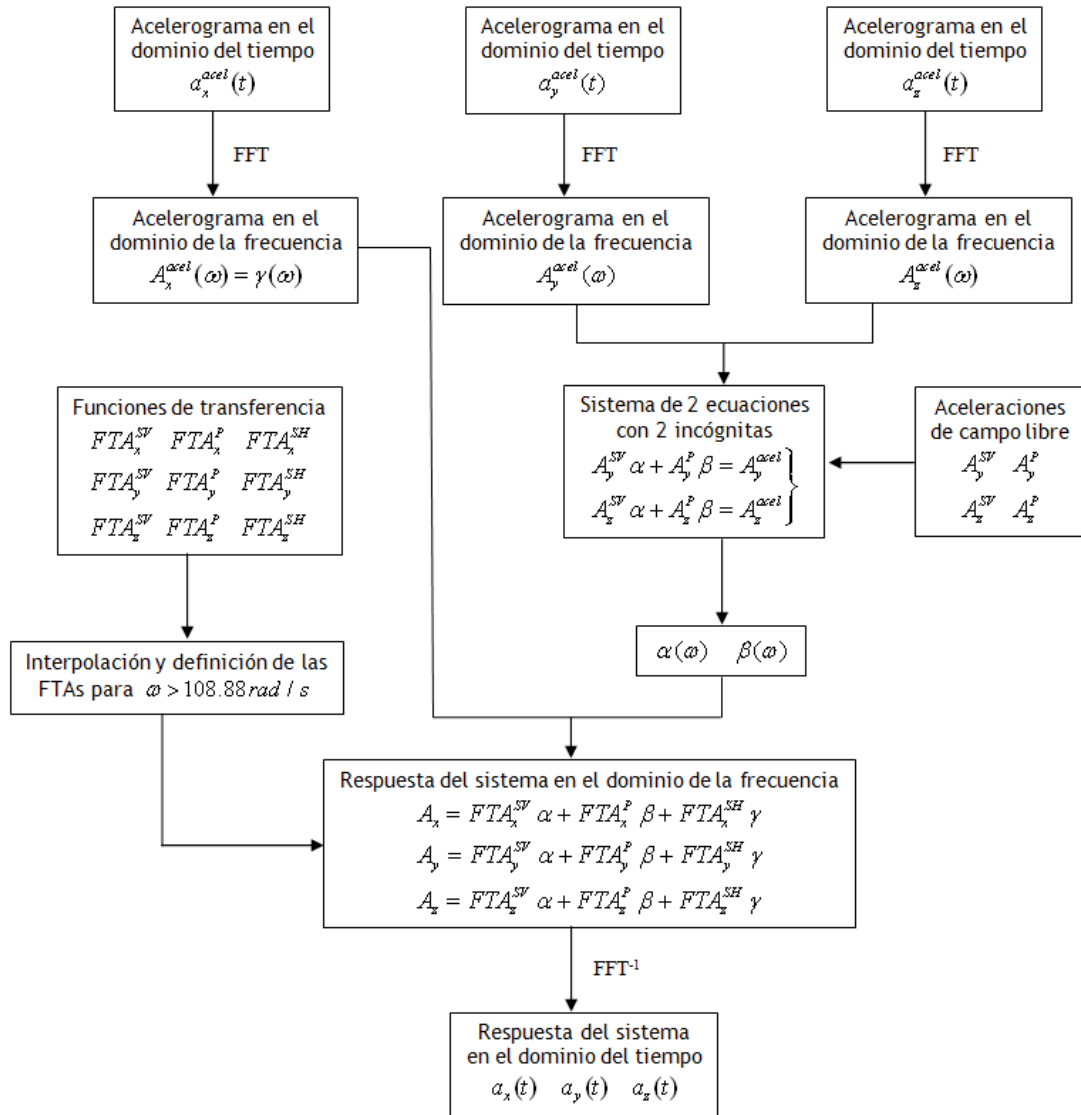 Acelerograma en el
dominio del tiempo
a_x^{acel}(t)
Acelerograma en el
dominio del tiempo
a_y^{acel}(t)
Acelerograma en el
dominio del tiempo
a_z^{acel}(t)
FFT
FFT
FFT
Acelerograma en el
dominio de la frecuencia
A_x^{acel}(ω) = γ(ω)
Acelerograma en el
dominio de la frecuencia
A_y^{acel}(ω)
Acelerograma en el
dominio de la frecuencia
A_z^{acel}(ω)
Funciones de transferencia
FTA_x^{SV} FTA_x^{P} FTA_x^{SH}
FTA_y^{SV} FTA_y^{P} FTA_y^{SH}
FTA_z^{SV} FTA_z^{P} FTA_z^{SH}
Sistema de 2 ecuaciones
con 2 incógnitas
A_y^{SV} α + A_y^{P} β = A_y^{acel}
A_z^{SV} α + A_z^{P} β = A_z^{acel} }
Aceleraciones
de campo libre
A_y^{SV} A_y^{P}
A_z^{SV} A_z^{P}
Interpolación y definición de las
FTAs para ω > 108.88 rad / s
α(ω) β(ω)
Respuesta del sistema en el dominio de la frecuencia
A_x = FTA_x^{SV} α + FTA_x^{P} β + FTA_x^{SH} γ
A_y = FTA_y^{SV} α + FTA_y^{P} β + FTA_y^{SH} γ
A_z = FTA_z^{SV} α + FTA_z^{P} β + FTA_z^{SH} γ
FFT^{-1}
Respuesta del sistema
en el dominio del tiempo
a_x(t) a_y(t) a_z(t)